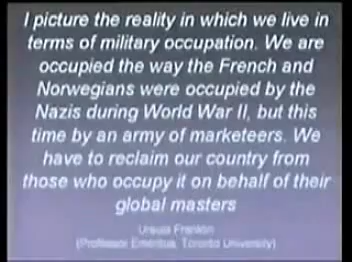 I picture the reality in which we live in
terms of military occupation. We are
occupied the way the French and
Norwegians were occupied by the
Nazis during World War II, but this
time by an army of marketeers. We
have to reclaim our country from
those who occupy it on behalf of their
global masters
Ursula Franklin
(Professor Emeritus, Toronto University)